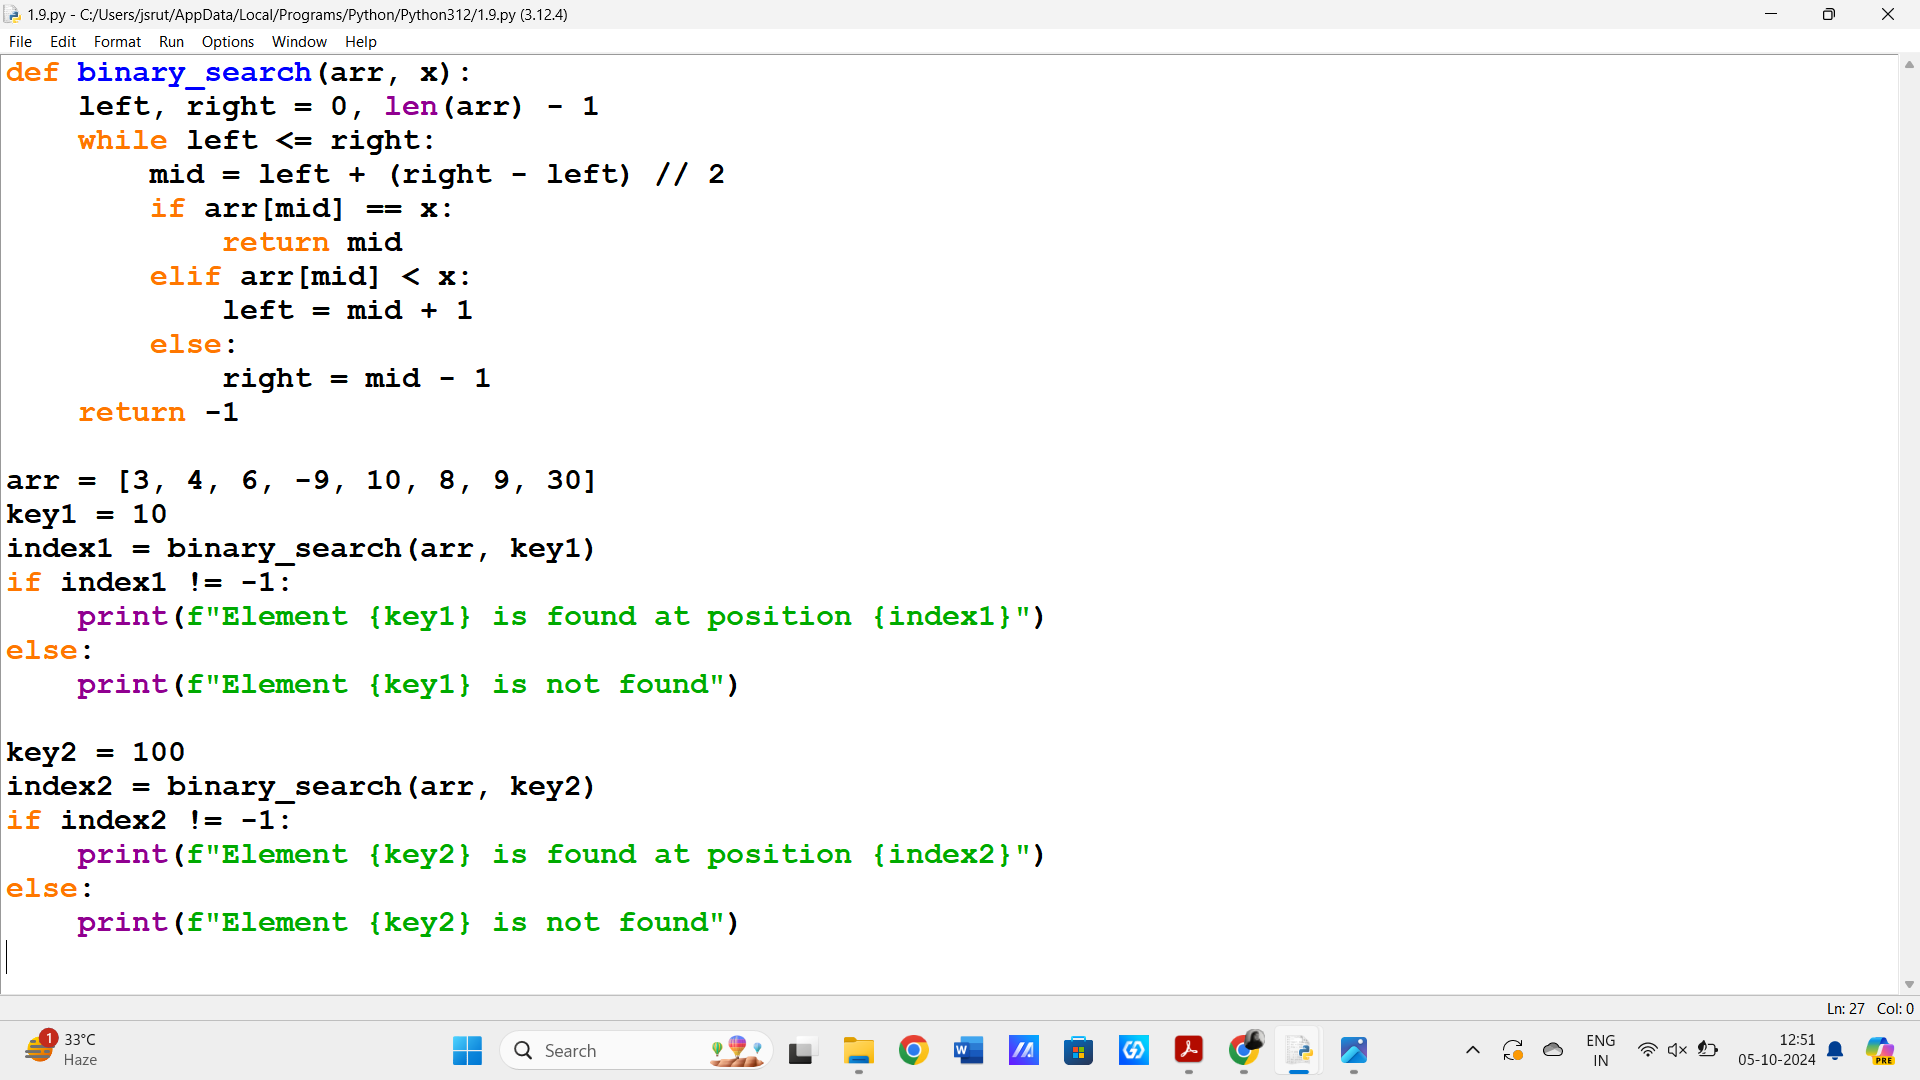 1.9.py - C:/Users/jsrut/AppData/Local/Programs/Python/Python312/1.9.py (3.12.4)
File Edit Format Run Options Window Help
def binary_search(arr, x):
    left, right = 0, len(arr) - 1
    while left <= right:
        mid = left + (right - left) // 2
        if arr[mid] == x:
            return mid
        elif arr[mid] < x:
            left = mid + 1
        else:
            right = mid - 1
    return -1

arr = [3, 4, 6, -9, 10, 8, 9, 30]
key1 = 10
index1 = binary_search(arr, key1)
if index1 != -1:
    print(f"Element {key1} is found at position {index1}")
else:
    print(f"Element {key1} is not found")

key2 = 100
index2 = binary_search(arr, key2)
if index2 != -1:
    print(f"Element {key2} is found at position {index2}")
else:
    print(f"Element {key2} is not found")
Ln: 27 Col: 0
1
33°C
Haze
Search
W
PRE
ENG
IN
12:51
05-10-2024